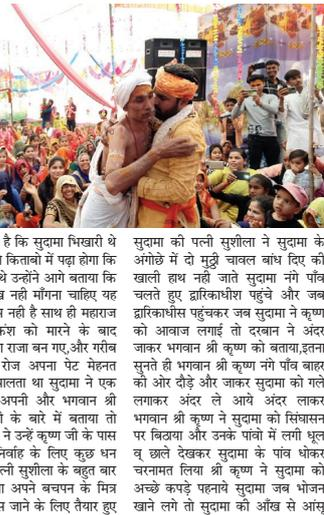 है कि सुदामा भिखारी थे
किताबो में पढ़ा होगा कि
थे उन्होंने आगे बताया कि
नही माँगना चाहिए यह
नही है साथ ही महाराज
कंश को मारने के बाद
राजा बन गए,और गरीब
रोज अपना पेट मेहनत
पालता था सुदामा ने एक
अपनी और भगवान श्री
के बारे में बताया तो
ने उन्हें कृष्ण जी के पास
निर्वाह के लिए कुछ धन
पत्नी सुशीला के बहुत बार
अपने बचपन के मित्र
जाने के लिए तैयार हुए
सुदामा की पत्नी सुशीला ने सुदामा के
अंगोछे में दो मुठ्ठी चावल बांध दिए की
खाली हाथ नही जाते सुदामा नंगे पाँव
चलते हुए द्वारिकाधीश पहुंचे और जब
द्वारिकाधीस पहुंचकर जब सुदामा ने कृष्ण
को आवाज लगाई तो दरबान ने अंदर
जाकर भगवान श्री कृष्ण को बताया,इतना
सुनते ही भगवान श्री कृष्ण नंगे पाँव बाहर
की ओर दौड़े और जाकर सुदामा को गले
लगाकर अंदर ले आये अंदर लाकर
भगवान श्री कृष्ण ने सुदामा को सिंघासन
पर बिठाया और उनके पांवो में लगी धूल
व् छाले देखकर सुदामा के पांव धोकर
चरनामत लिया श्री कृष्ण ने सुदामा को
अच्छे कपड़े पहनाये सुदामा जब भोजन
खाने लगे तो सुदामा की आँख से आंसू